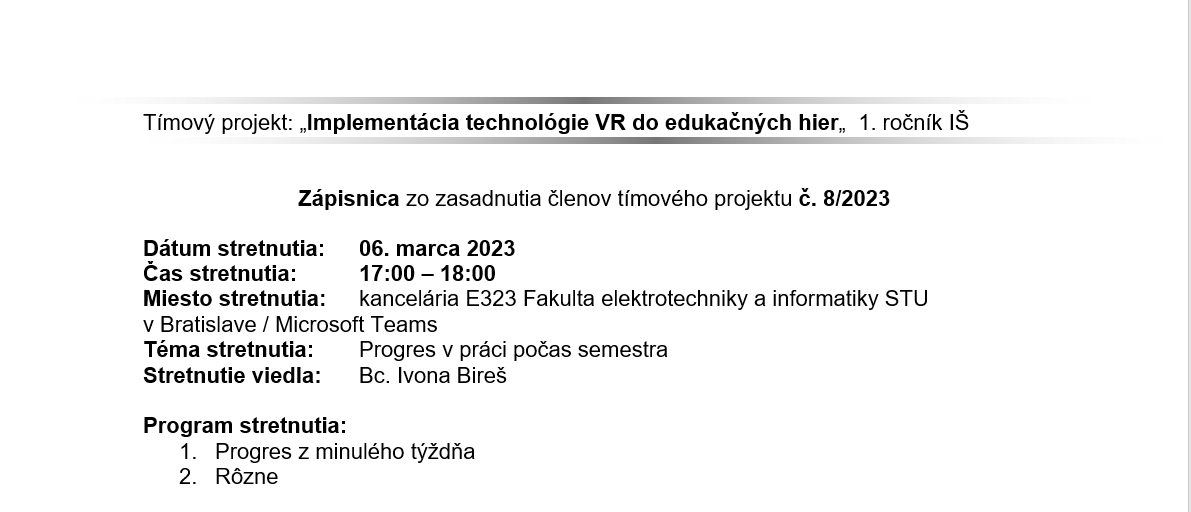 Tímový projekt: „Implementácia technológie VR do edukačných hier„ 1. ročník IŠ
Zápisnica zo zasadnutia členov tímového projektu č. 8/2023
Dátum stretnutia: 06. marca 2023
Čas stretnutia: 17:00 – 18:00
Miesto stretnutia: kancelária E323 Fakulta elektrotechniky a informatiky STU
v Bratislave / Microsoft Teams
Téma stretnutia: Progres v práci počas semestra
Stretnutie viedla: Bc. Ivona Bireš
Program stretnutia:
1. Progres z minulého týždňa
2. Rôzne